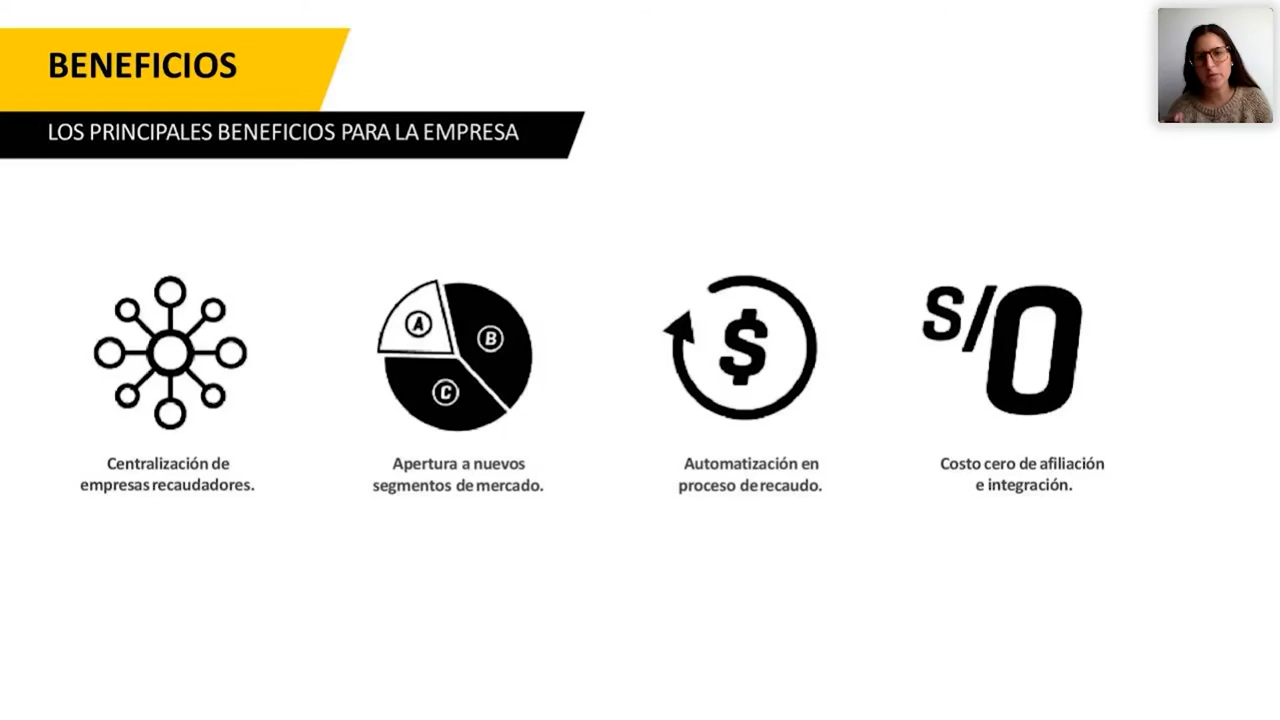 BENEFICIOS
LOS PRINCIPALES BENEFICIOS PARA LA EMPRESA
A
B
C
$
S/0
Centralización de
empresas recaudadores.
Apertura a nuevos
segmentos de mercado.
Automatización en
proceso de recaudo.
Costo cero de afiliación
e integración.